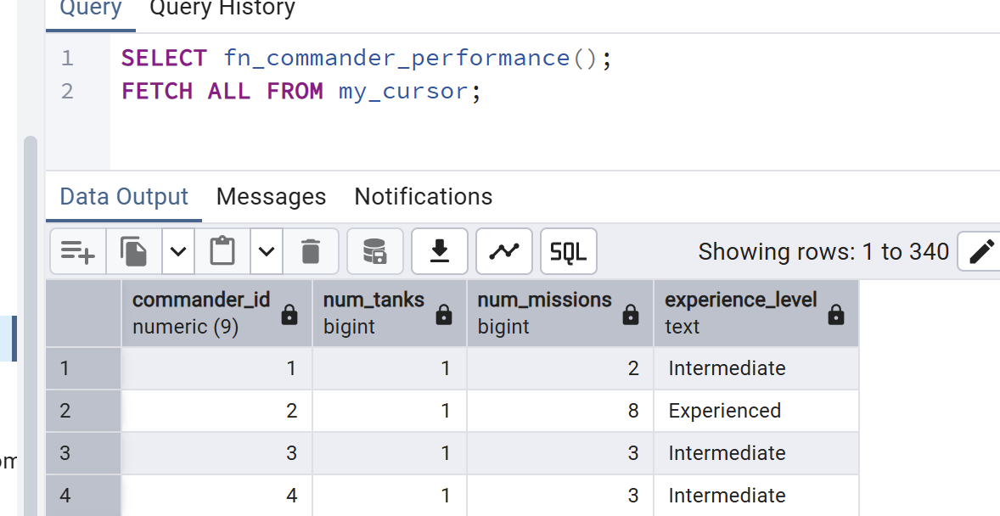 Query Query History
1 SELECT fn_commander_performance();
2 FETCH ALL FROM my_cursor;
Data Output Messages Notifications
SQL Showing rows: 1 to 340
commander_id num_tanks num_missions experience_level
numeric (9) bigint bigint text
1 1 1 2 Intermediate
2 2 1 8 Experienced
3 3 1 3 Intermediate
4 4 1 3 Intermediate